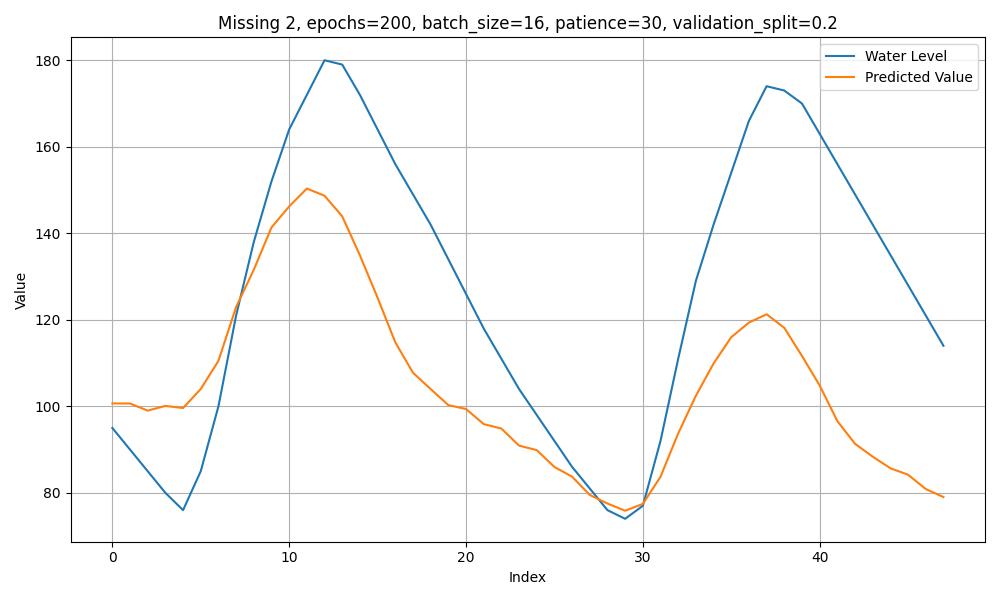 Missing 2, epochs=200, batch_size=16, patience=30, validation_split=0.2
Water Level
Predicted Value
180
160
140
120
100
80
Value
0
10
20
30
40
Index